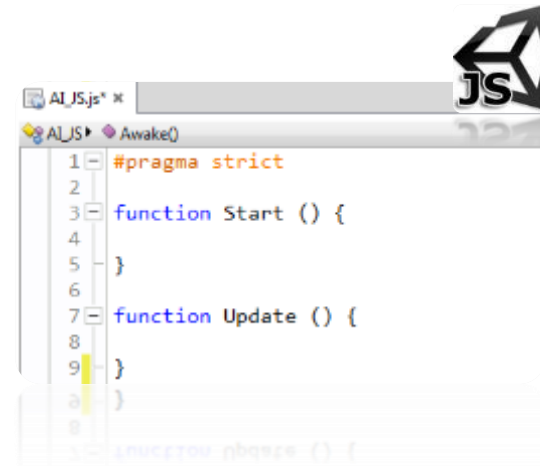 JS
AI_JS.js* ×
AI_JS Awake()
1 #pragma strict
2
3 function Start () {
4
5 }
6
7 function Update () {
8
9 }